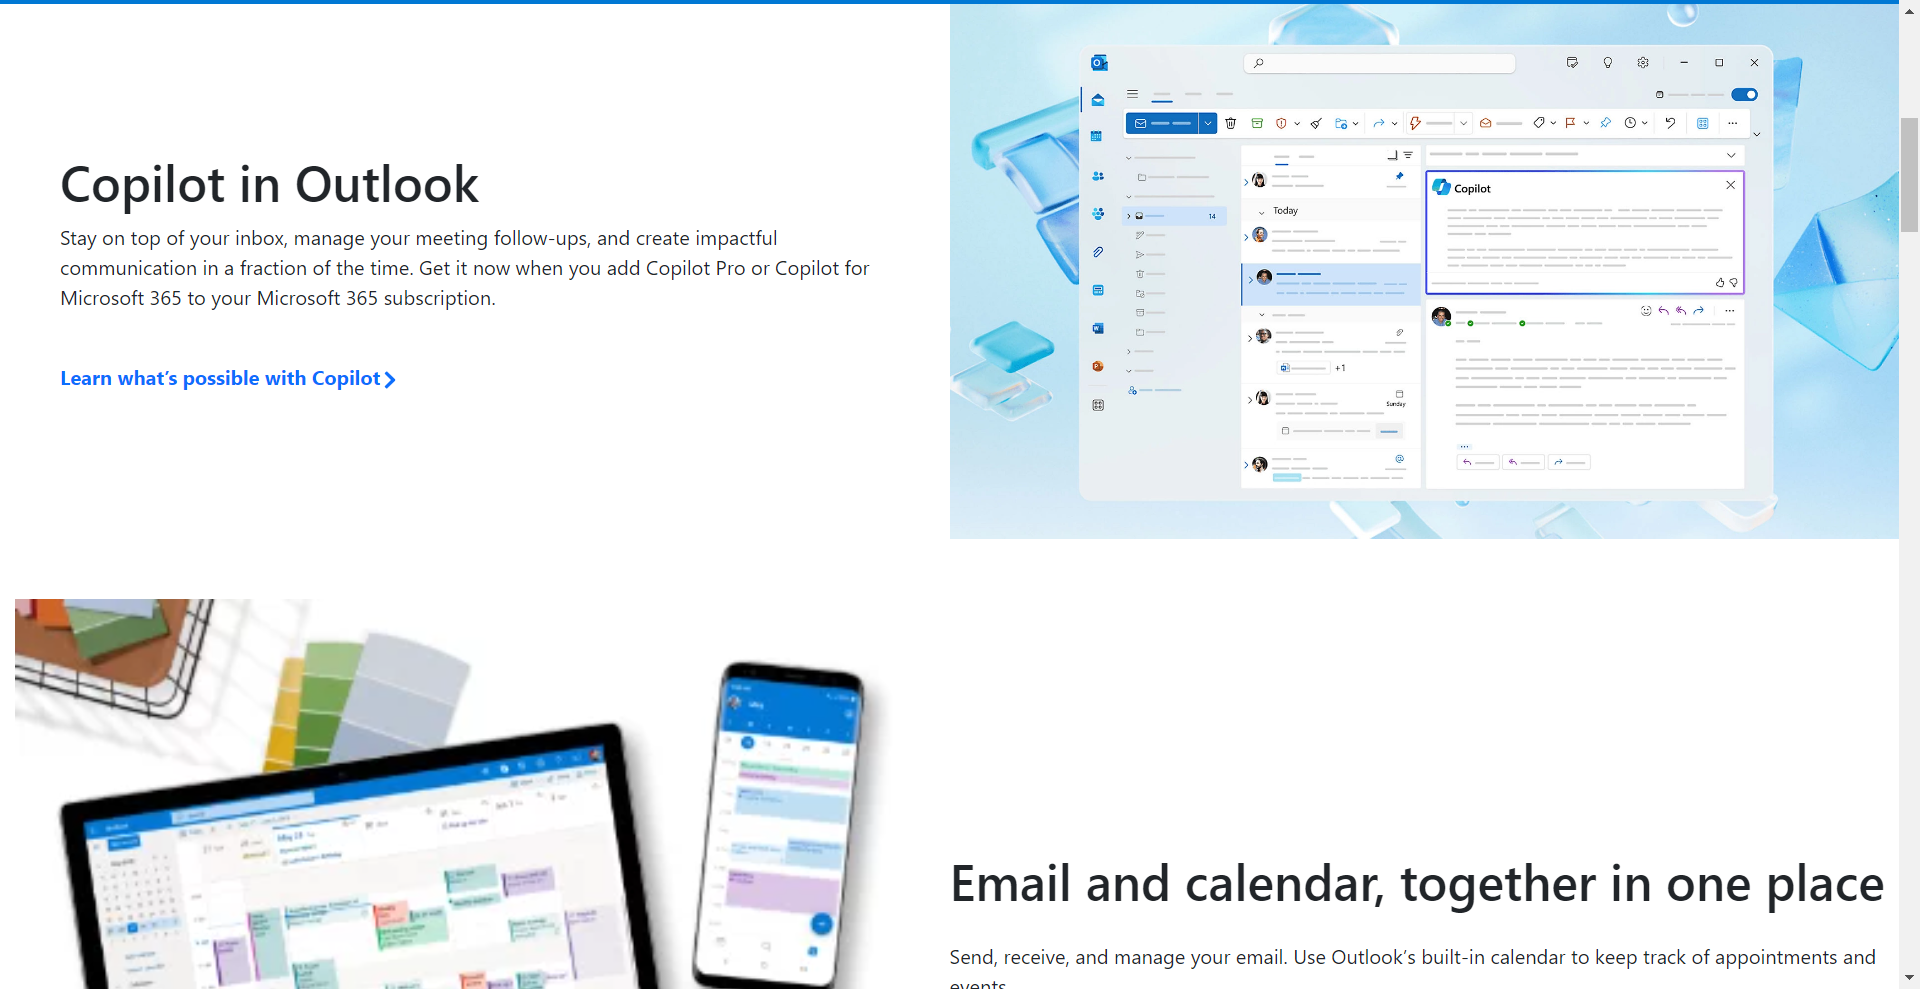 Copilot in Outlook
Stay on top of your inbox, manage your meeting follow-ups, and create impactful
communication in a fraction of the time. Get it now when you add Copilot Pro or Copilot for
Microsoft 365 to your Microsoft 365 subscription.
Learn what’s possible with Copilot
14
Today
Copilot
+1
Sunday
Email and calendar, together in one place
Send, receive, and manage your email. Use Outlook’s built-in calendar to keep track of appointments and
events